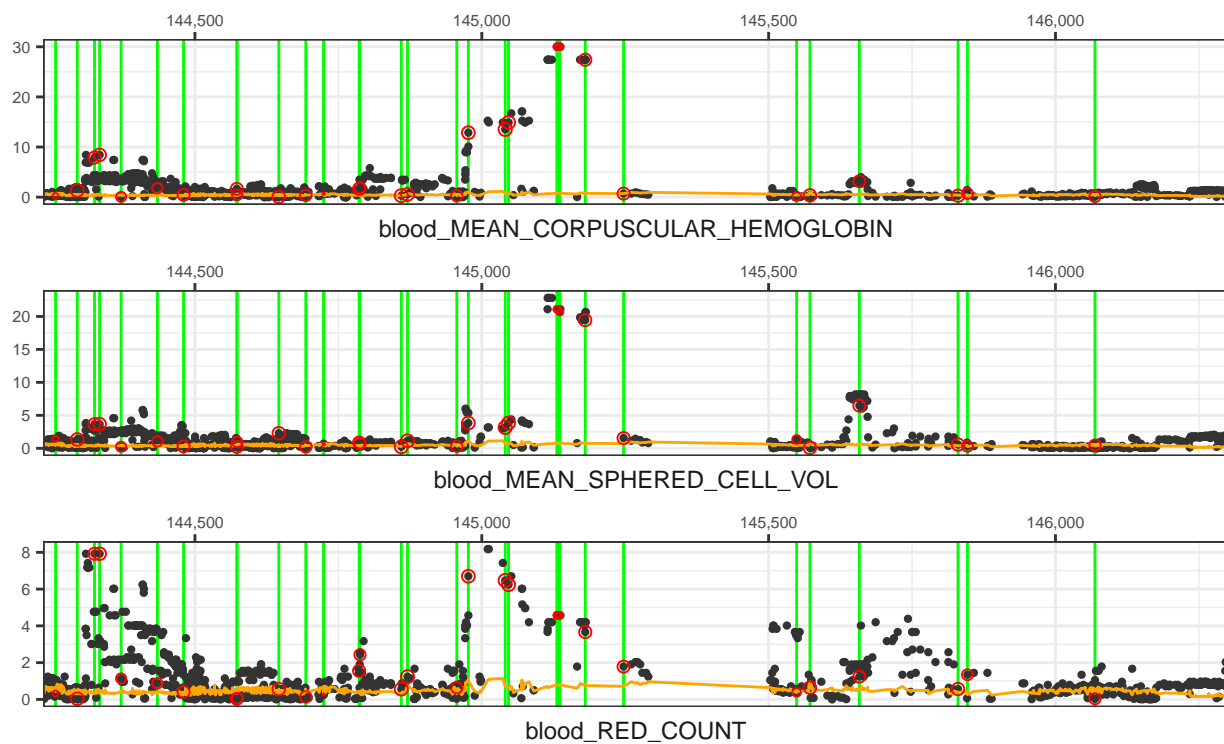 144,500 145,000 145,500 146,000
30
20
10
0
blood_MEAN_CORPUSCULAR_HEMOGLOBIN
144,500 145,000 145,500 146,000
20
15
10
5
0
blood_MEAN_SPHERED_CELL_VOL
144,500 145,000 145,500 146,000
8
6
4
2
0
blood_RED_COUNT